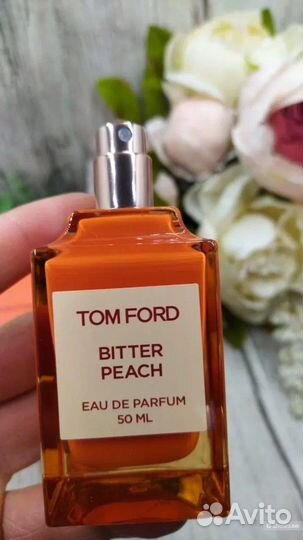 TOM FORD
BITTER
PEACH
EAU DE PARFUM
50 ML
Avito